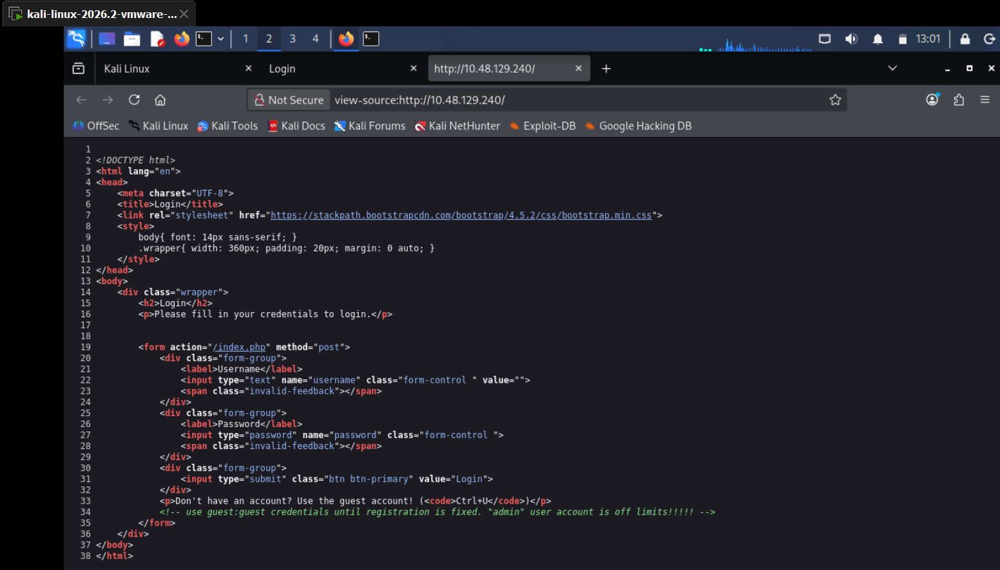 kali-linux-2026.2-vmware-...
1 2 3 4 13:01
Kali Linux Login http://10.48.129.240/
Not Secure view-source:http://10.48.129.240/
OffSec Kali Linux Kali Tools Kali Docs Kali Forums Kali NetHunter Exploit-DB Google Hacking DB
1
2 <!DOCTYPE html>
3 <html lang="en">
4 <head>
5     <meta charset="UTF-8">
6     <title>Login</title>
7     <link rel="stylesheet" href="https://stackpath.bootstrapcdn.com/bootstrap/4.5.2/css/bootstrap.min.css">
8     <style>
9         body{ font: 14px sans-serif; }
10         .wrapper{ width: 360px; padding: 20px; margin: 0 auto; }
11     </style>
12 </head>
13 <body>
14     <div class="wrapper">
15         <h2>Login</h2>
16         <p>Please fill in your credentials to login.</p>
17
18
19         <form action="/index.php" method="post">
20             <div class="form-group">
21                 <label>Username</label>
22                 <input type="text" name="username" class="form-control " value="">
23                 <span class="invalid-feedback"></span>
24             </div>
25             <div class="form-group">
26                 <label>Password</label>
27                 <input type="password" name="password" class="form-control ">
28                 <span class="invalid-feedback"></span>
29             </div>
30             <div class="form-group">
31                 <input type="submit" class="btn btn-primary" value="Login">
32             </div>
33             <p>Don't have an account? Use the guest account! (<code>Ctrl+U</code>)</p>
34             <!-- use guest:guest credentials until registration is fixed. "admin" user account is off limits!!!!! -->
35         </form>
36     </div>
37 </body>
38 </html>